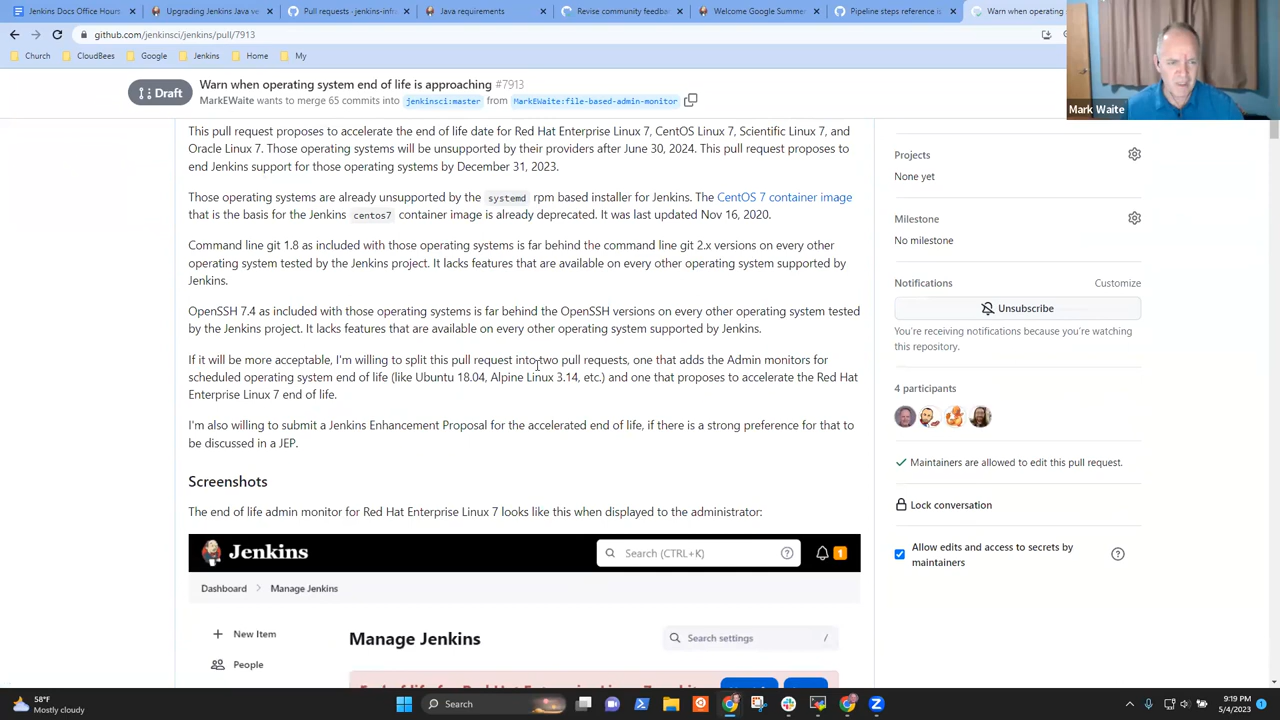 Jenkins Docs Office Hours
Upgrading Jenkins Java ve
Pull requests · jenkins-infra
Java requirements
Revise community feedba
Welcome Google Summe
Pipeline steps reference is
Warn when operating
github.com/jenkinsci/jenkins/pull/7913
Church
CloudBees
Google
Jenkins
Home
My
Mark Waite
Draft
Warn when operating system end of life is approaching #7913
MarkEWaite wants to merge 65 commits into jenkinsci:master from MarkEWaite:file-based-admin-monitor
This pull request proposes to accelerate the end of life date for Red Hat Enterprise Linux 7, CentOS Linux 7, Scientific Linux 7, and
Oracle Linux 7. Those operating systems will be unsupported by their providers after June 30, 2024. This pull request proposes to
end Jenkins support for those operating systems by December 31, 2023.
Those operating systems are already unsupported by the systemd rpm based installer for Jenkins. The CentOS 7 container image
that is the basis for the Jenkins centos7 container image is already deprecated. It was last updated Nov 16, 2020.
Command line git 1.8 as included with those operating systems is far behind the command line git 2.x versions on every other
operating system tested by the Jenkins project. It lacks features that are available on every other operating system supported by
Jenkins.
OpenSSH 7.4 as included with those operating systems is far behind the OpenSSH versions on every other operating system tested
by the Jenkins project. It lacks features that are available on every other operating system supported by Jenkins.
If it will be more acceptable, I'm willing to split this pull request into two pull requests, one that adds the Admin monitors for
scheduled operating system end of life (like Ubuntu 18.04, Alpine Linux 3.14, etc.) and one that proposes to accelerate the Red Hat
Enterprise Linux 7 end of life.
I'm also willing to submit a Jenkins Enhancement Proposal for the accelerated end of life, if there is a strong preference for that to
be discussed in a JEP.
Screenshots
The end of life admin monitor for Red Hat Enterprise Linux 7 looks like this when displayed to the administrator:
Jenkins
Search (CTRL+K)
1
Dashboard
Manage Jenkins
New Item
People
Manage Jenkins
Search settings
/
Projects
None yet
Milestone
No milestone
Notifications
Customize
Unsubscribe
You're receiving notifications because you're watching
this repository.
4 participants
Maintainers are allowed to edit this pull request.
Lock conversation
Allow edits and access to secrets by
maintainers
58°F
Mostly cloudy
Search
9:19 PM
5/4/2023